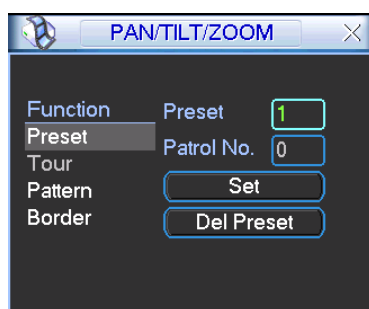 PAN/TILT/ZOOM
Function
Preset
Tour
Pattern
Border
Preset 1
Patrol No. 0
Set
Del Preset